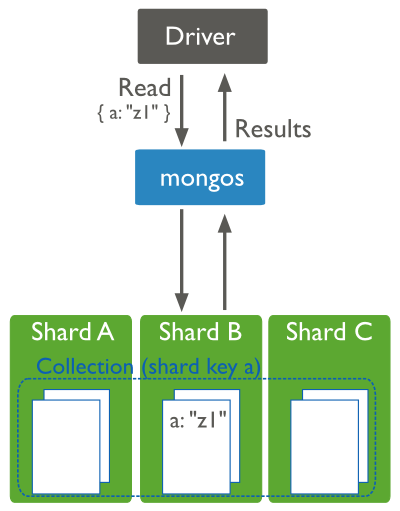 Driver
Read
{ a: "z1" }
Results
mongos
Shard A
Shard B
Shard C
Collection (shard key a)
a: "z1"